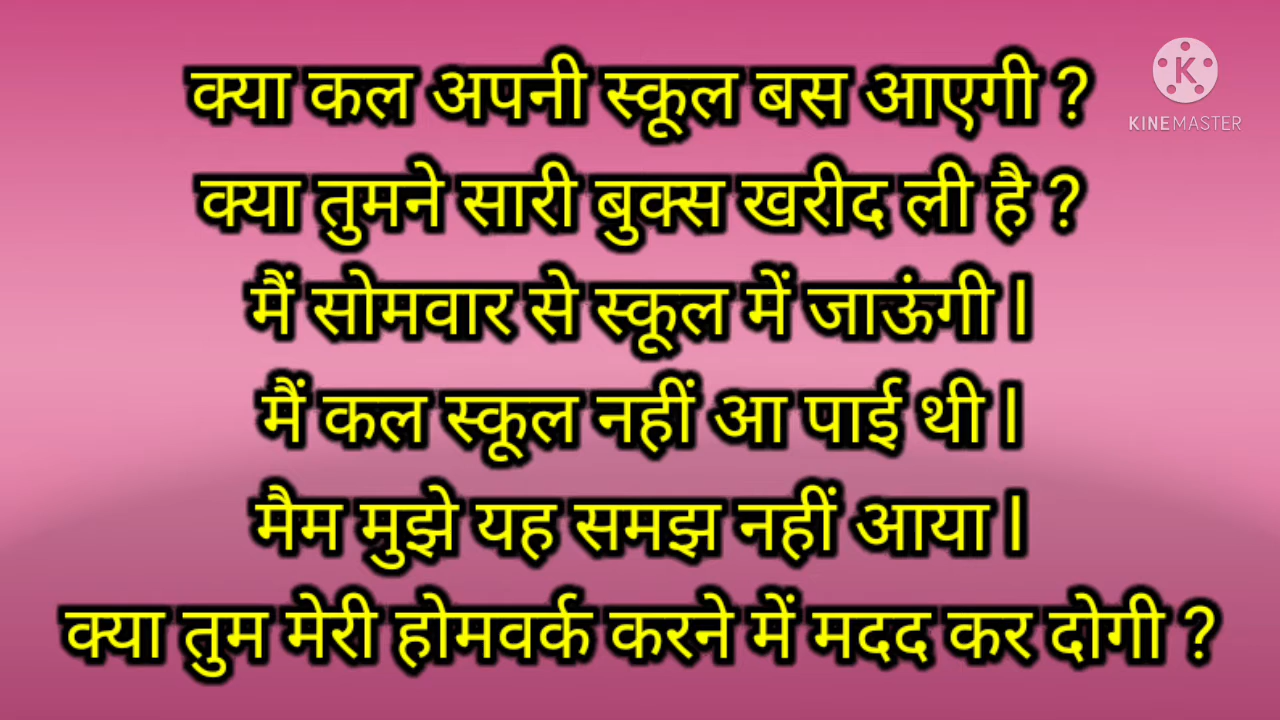 क्या कल अपनी स्कूल बस आएगी ?
KINEMASTER
क्या तुमने सारी बुक्स खरीद ली है ?
मैं सोमवार से स्कूल में जाऊंगी l
मैं कल स्कूल नहीं आ पाई थी l
मैम मुझे यह समझ नहीं आया l
क्या तुम मेरी होमवर्क करने में मदद कर दोगी ?